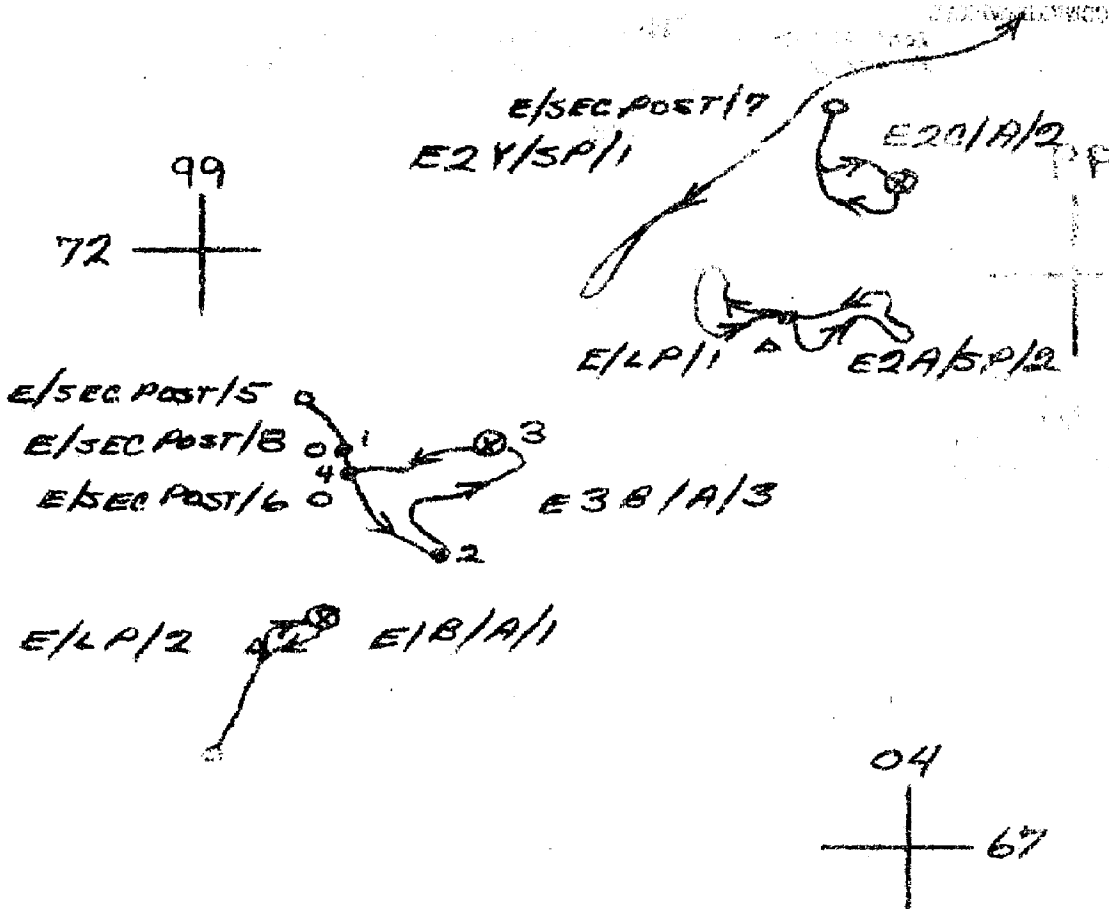 E/SEC POST/7
E2Y/SP/1
E2C/A/2
99
72
E/LP/1
E2A/SP/2
E/SEC POST/5
E/SEC POST/8
1
3
4
E/SEC POST/6
E3B/A/3
2
E/LP/2
E1B/A/1
04
67